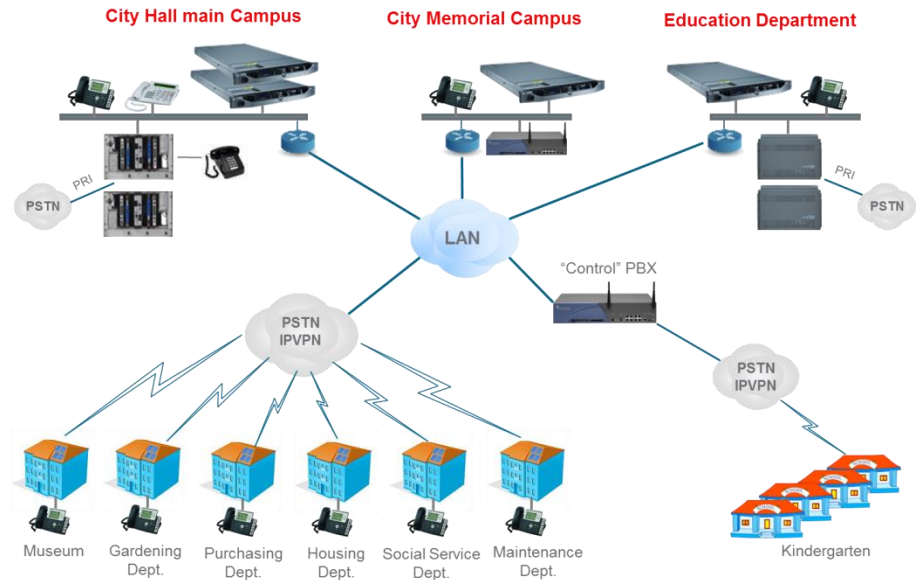 City Hall main Campus
City Memorial Campus
Education Department
PRI
PSTN
PRI
PSTN
LAN
"Control" PBX
PSTN
IPVPN
PSTN
IPVPN
Museum
Gardening
Dept.
Purchasing
Dept.
Housing
Dept.
Social Service
Dept.
Maintenance
Dept.
Kindergarten